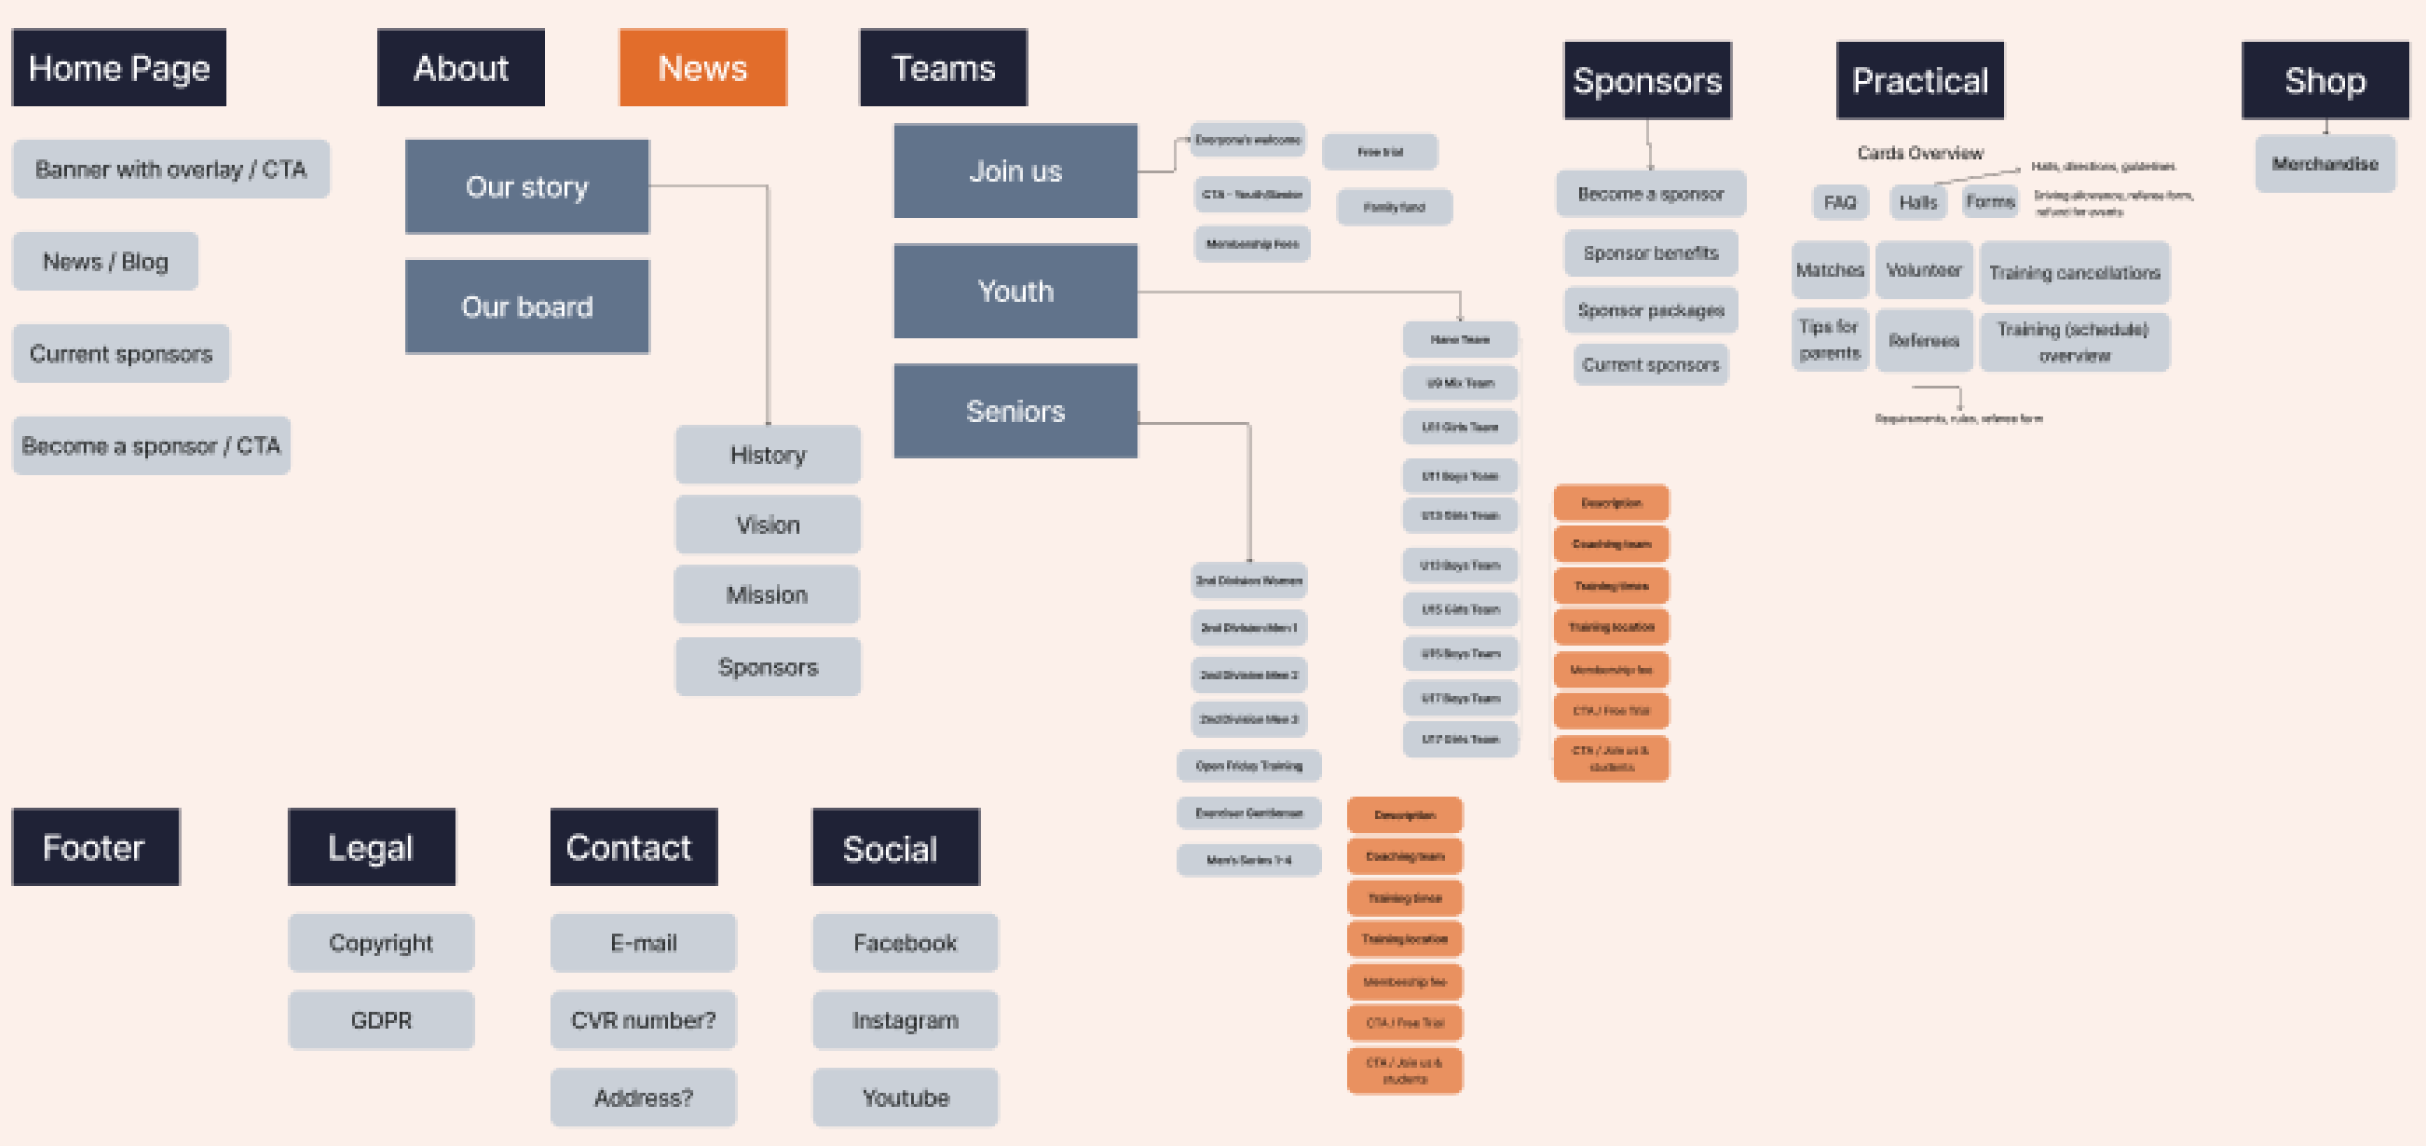 Home Page
Banner with overlay / CTA
News / Blog
Current sponsors
Become a sponsor / CTA
About
Our story
Our board
History
Vision
Mission
Sponsors
News
Teams
Join us
Everyone's welcome
CTA - Youth/Senior
Membership Fees
Free trial
Family fund
Youth
Team
U9 Mix Team
U11 Girls Team
U11 Boys Team
U13 Girls Team
U13 Boys Team
U15 Girls Team
U15 Boys Team
U17 Boys Team
U17 Girls Team
Description
Coaching team
Training times
Training location
Membership fee
CTA / Free Trial
CTA / Join us &
students
Seniors
2nd Division Women
2nd Division Men 1
2nd Division Men 2
2nd Division Men 3
Open Friday Training
Exerciser Gentleman
Men's Series 1-4
Description
Coaching team
Training times
Training location
Membership fee
CTA / Free Trial
CTA / Join us &
students
Sponsors
Become a sponsor
Sponsor benefits
Sponsor packages
Current sponsors
Practical
Cards Overview
Halls, directions, guidelines
FAQ
Halls
Forms
Driving allowance, referee form,
refund for events
Matches
Volunteer
Training cancellations
Tips for
parents
Referees
Training (schedule)
overview
Requirements, rules, referee form
Shop
Merchandise
Footer
Legal
Copyright
GDPR
Contact
E-mail
CVR number?
Address?
Social
Facebook
Instagram
Youtube